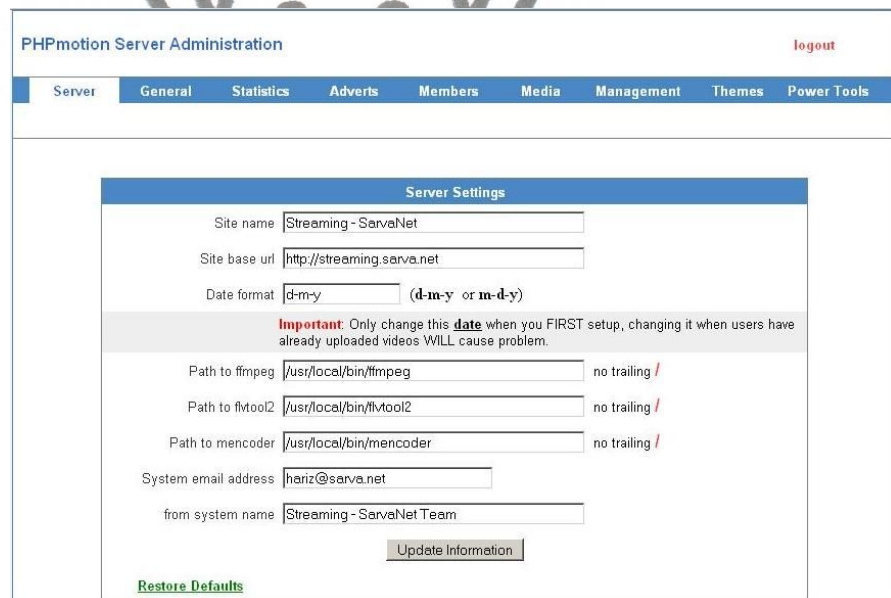 PHPmotion Server Administration
logout
Server General Statistics Adverts Members Media Management Themes Power Tools
Server Settings
Site name Streaming - SarvaNet
Site base url http://streaming.sarva.net
Date format d-m-y (d-m-y or m-d-y)
Important: Only change this date when you FIRST setup, changing it when users have
already uploaded videos WILL cause problem.
Path to ffmpeg /usr/local/bin/ffmpeg no trailing /
Path to flvtool2 /usr/local/bin/flvtool2 no trailing /
Path to mencoder /usr/local/bin/mencoder no trailing /
System email address hariz@sarva.net
from system name Streaming - SarvaNet Team
Update Information
Restore Defaults